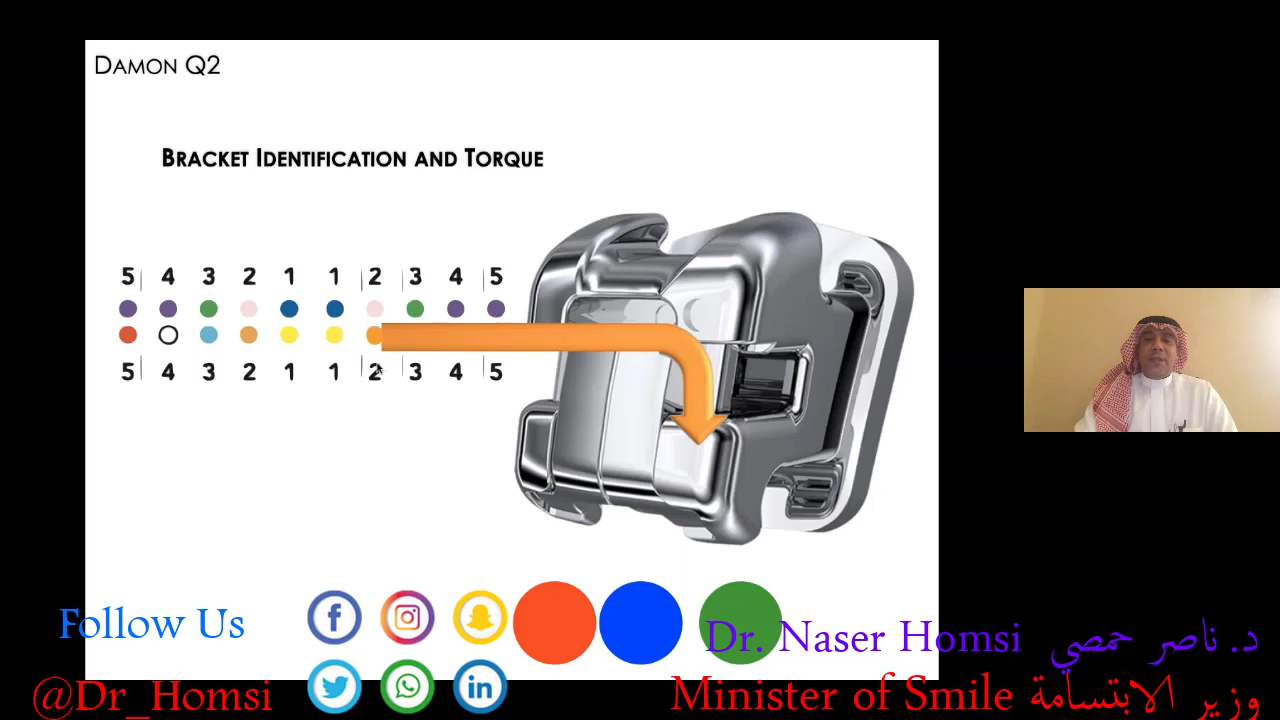 DAMON Q2
BRACKET IDENTIFICATION AND TORQUE
5 4 3 2 1 1 2 3 4 5
5 4 3 2 1 1 2 3 4 5
Follow Us
@Dr_Homsi
Dr. Naser Homsi د. ناصر حمصي
Minister of Smile وزير الابتسامة